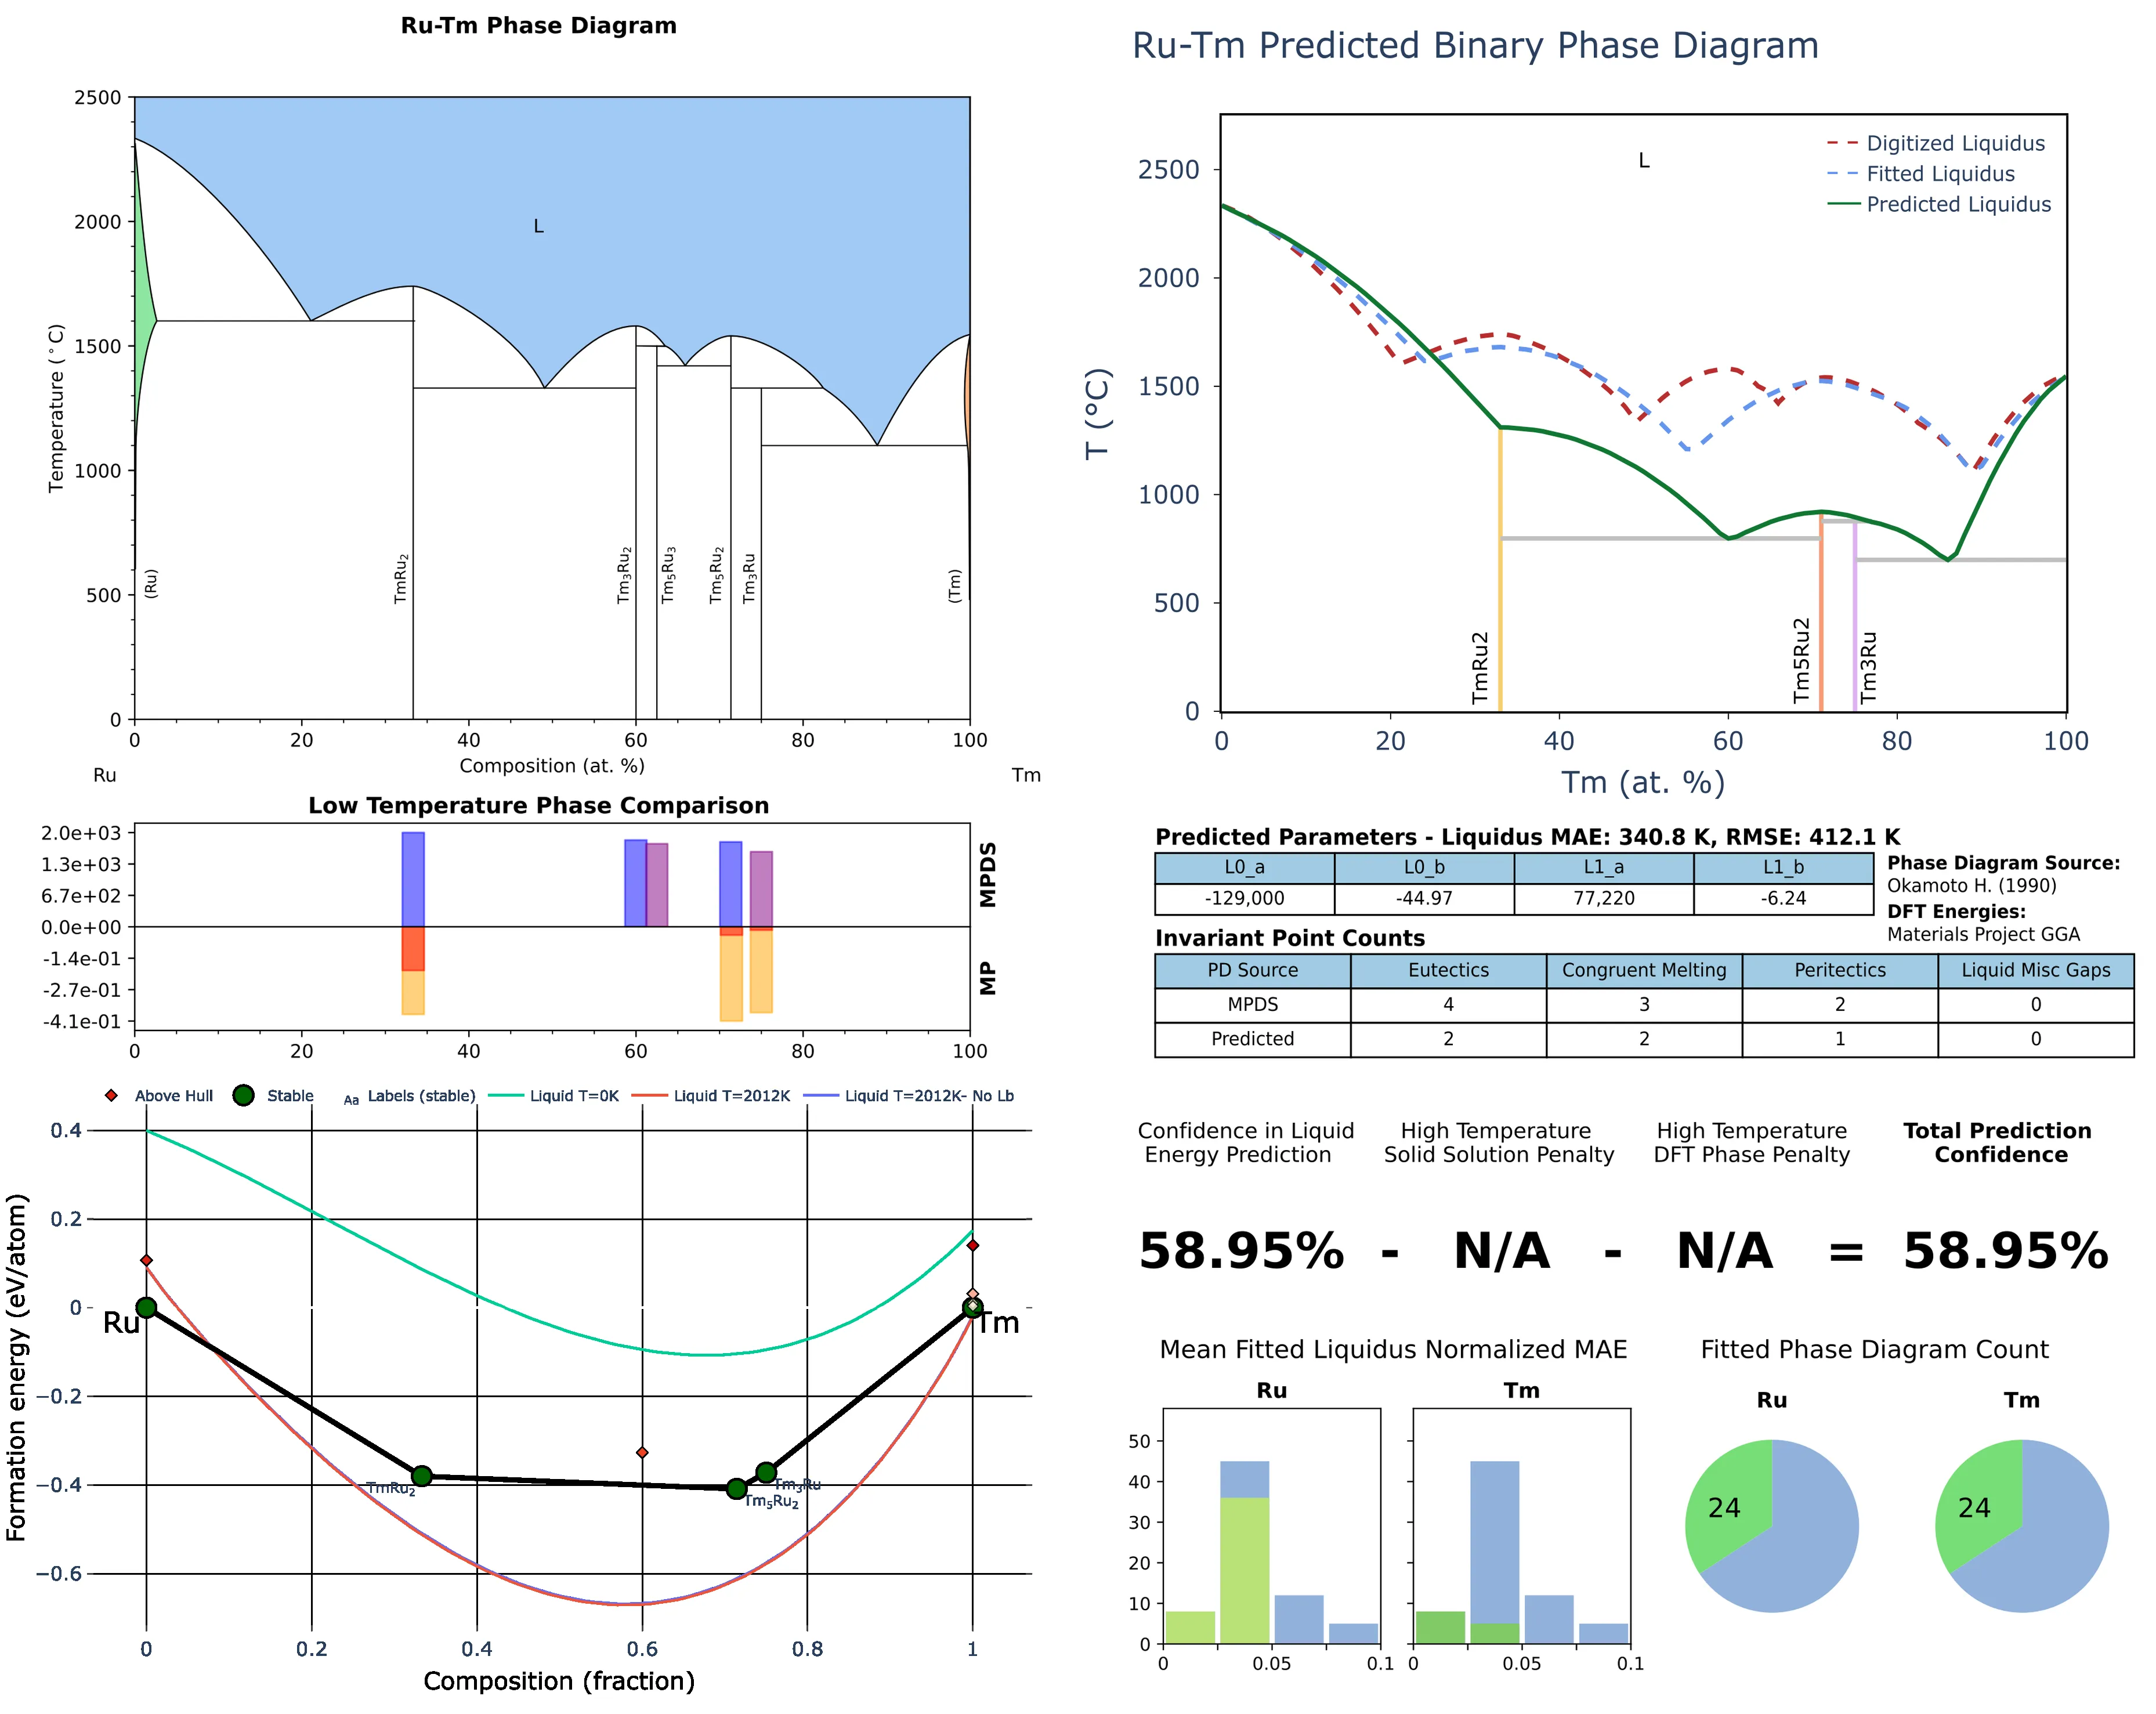 Ru-Tm Phase Diagram
2500
2000
1500
1000
500
0
Temperature (°C)
L
(Ru)
TmRu2
Tm3Ru2
Tm5Ru3
Tm5Ru2
Tm3Ru
(Tm)
0 20 40 60 80 100
Composition (at. %)
Ru Tm
Low Temperature Phase Comparison
2.0e+03
1.3e+03
6.7e+02
0.0e+00
-1.4e-01
-2.7e-01
-4.1e-01
MPDS
MP
0 20 40 60 80 100
Above Hull Stable Aa Labels (stable) Liquid T=0K Liquid T=2012K Liquid T=2012K- No Lb
0.4
0.2
0
−0.2
−0.4
−0.6
Formation energy (eV/atom)
Ru
Tm
TmRu2
Tm3Ru
Tm5Ru2
0 0.2 0.4 0.6 0.8 1
Composition (fraction)
Ru-Tm Predicted Binary Phase Diagram
L
Digitized Liquidus
Fitted Liquidus
Predicted Liquidus
2500
2000
1500
1000
500
0
T (°C)
TmRu2
Tm5Ru2
Tm3Ru
0 20 40 60 80 100
Tm (at. %)
Predicted Parameters - Liquidus MAE: 340.8 K, RMSE: 412.1 K
L0_a L0_b L1_a L1_b
-129,000 -44.97 77,220 -6.24
Phase Diagram Source:
Okamoto H. (1990)
DFT Energies:
Materials Project GGA
Invariant Point Counts
PD Source Eutectics Congruent Melting Peritectics Liquid Misc Gaps
MPDS 4 3 2 0
Predicted 2 2 1 0
Confidence in Liquid
Energy Prediction
High Temperature
Solid Solution Penalty
High Temperature
DFT Phase Penalty
Total Prediction
Confidence
58.95% - N/A - N/A = 58.95%
Mean Fitted Liquidus Normalized MAE
Ru Tm
50
40
30
20
10
0
0 0.05 0.1
0 0.05 0.1
Fitted Phase Diagram Count
Ru Tm
24 24